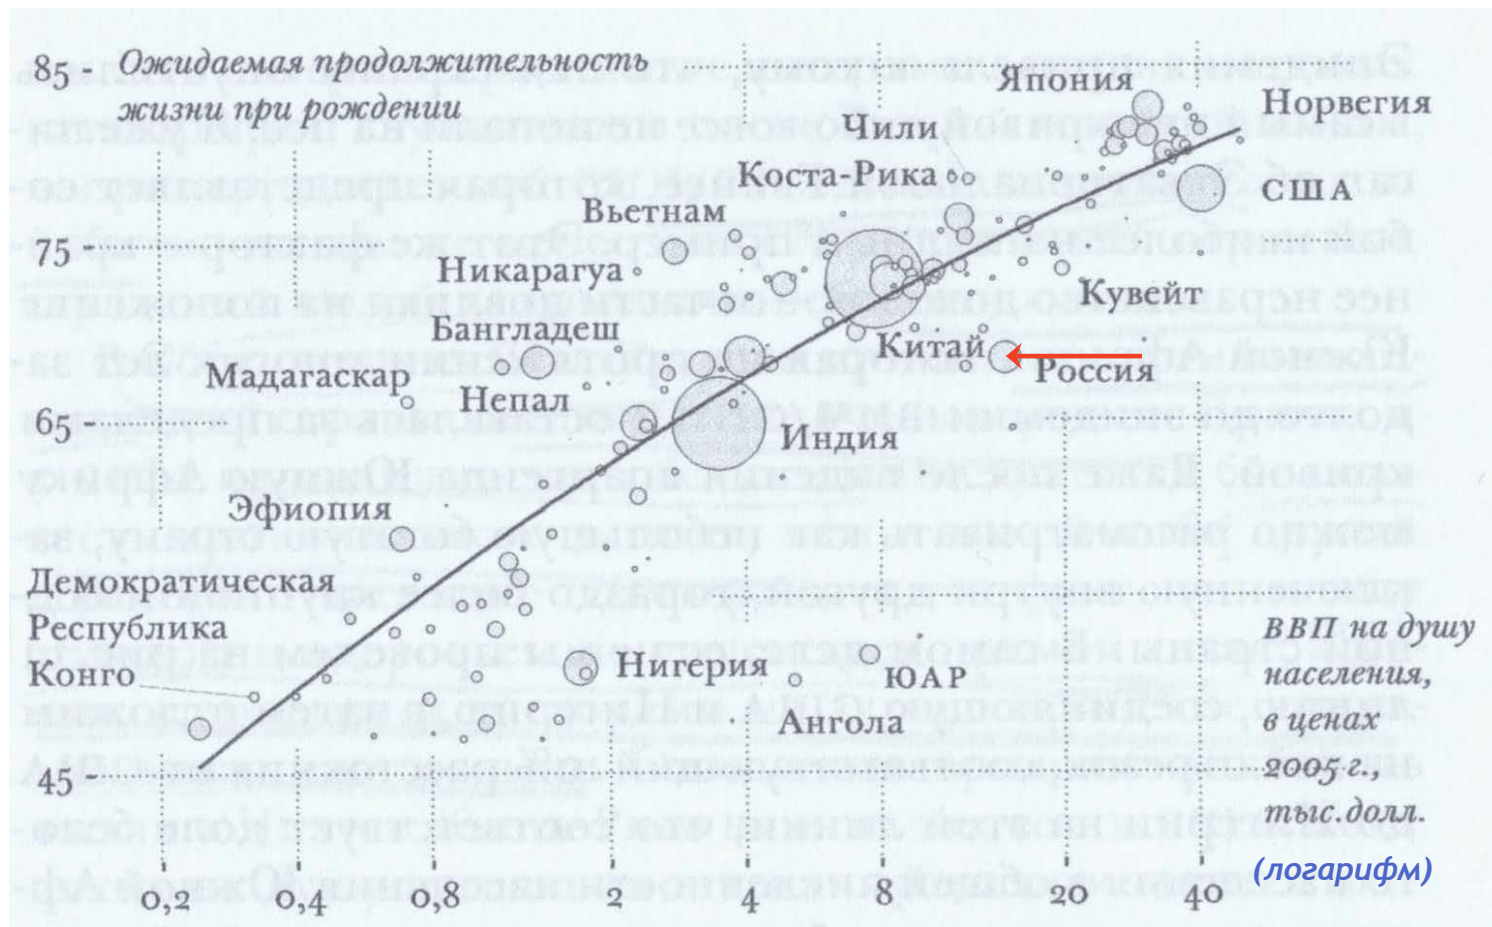 Ожидаемая продолжительность
жизни при рождении
85
75
65
45
Япония
Норвегия
Чили
Коста-Рика
США
Вьетнам
Никарагуа
Кувейт
Бангладеш
Китай
Мадагаскар
Россия
Непал
Индия
Эфиопия
Демократическая
Республика
Конго
Нигерия
ЮАР
Ангола
ВВП на душу
населения,
в ценах
2005 г.,
тыс.долл.
(логарифм)
0,2 0,4 0,8 2 4 8 20 40